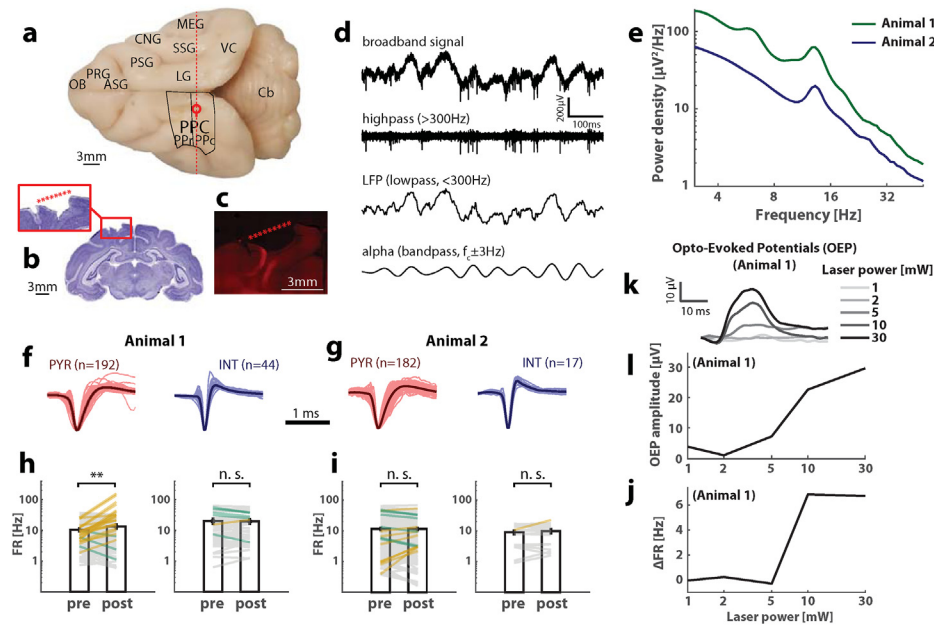 a
MEG
CNG
SSG
VC
PSG
PRG
OB
ASG
LG
Cb
PPC
PPr
PPc
3mm
b
3mm
c
3mm
d
broadband signal
200µV
100ms
highpass (>300Hz)
LFP (lowpass, <300Hz)
alpha (bandpass, fc±3Hz)
e
Animal 1
Animal 2
Power density [µV²/Hz]
100
10
1
3
8
16
32
Frequency [Hz]
Opto-Evoked Potentials (OEP)
(Animal 1)
Laser power [mW]
k
10 µV
10 ms
1
2
5
10
30
Animal 1
Animal 2
f
PYR (n=192)
INT (n=44)
g
PYR (n=182)
INT (n=17)
1 ms
l
(Animal 1)
OEP amplitude [µV]
30
20
10
0
1
2
5
10
30
h
**
n. s.
FR [Hz]
100
10
1
pre
post
pre
post
i
n. s.
n. s.
FR [Hz]
100
10
1
pre
post
pre
post
j
(Animal 1)
ΔFR [Hz]
6
4
2
0
1
2
5
10
30
Laser power [mW]